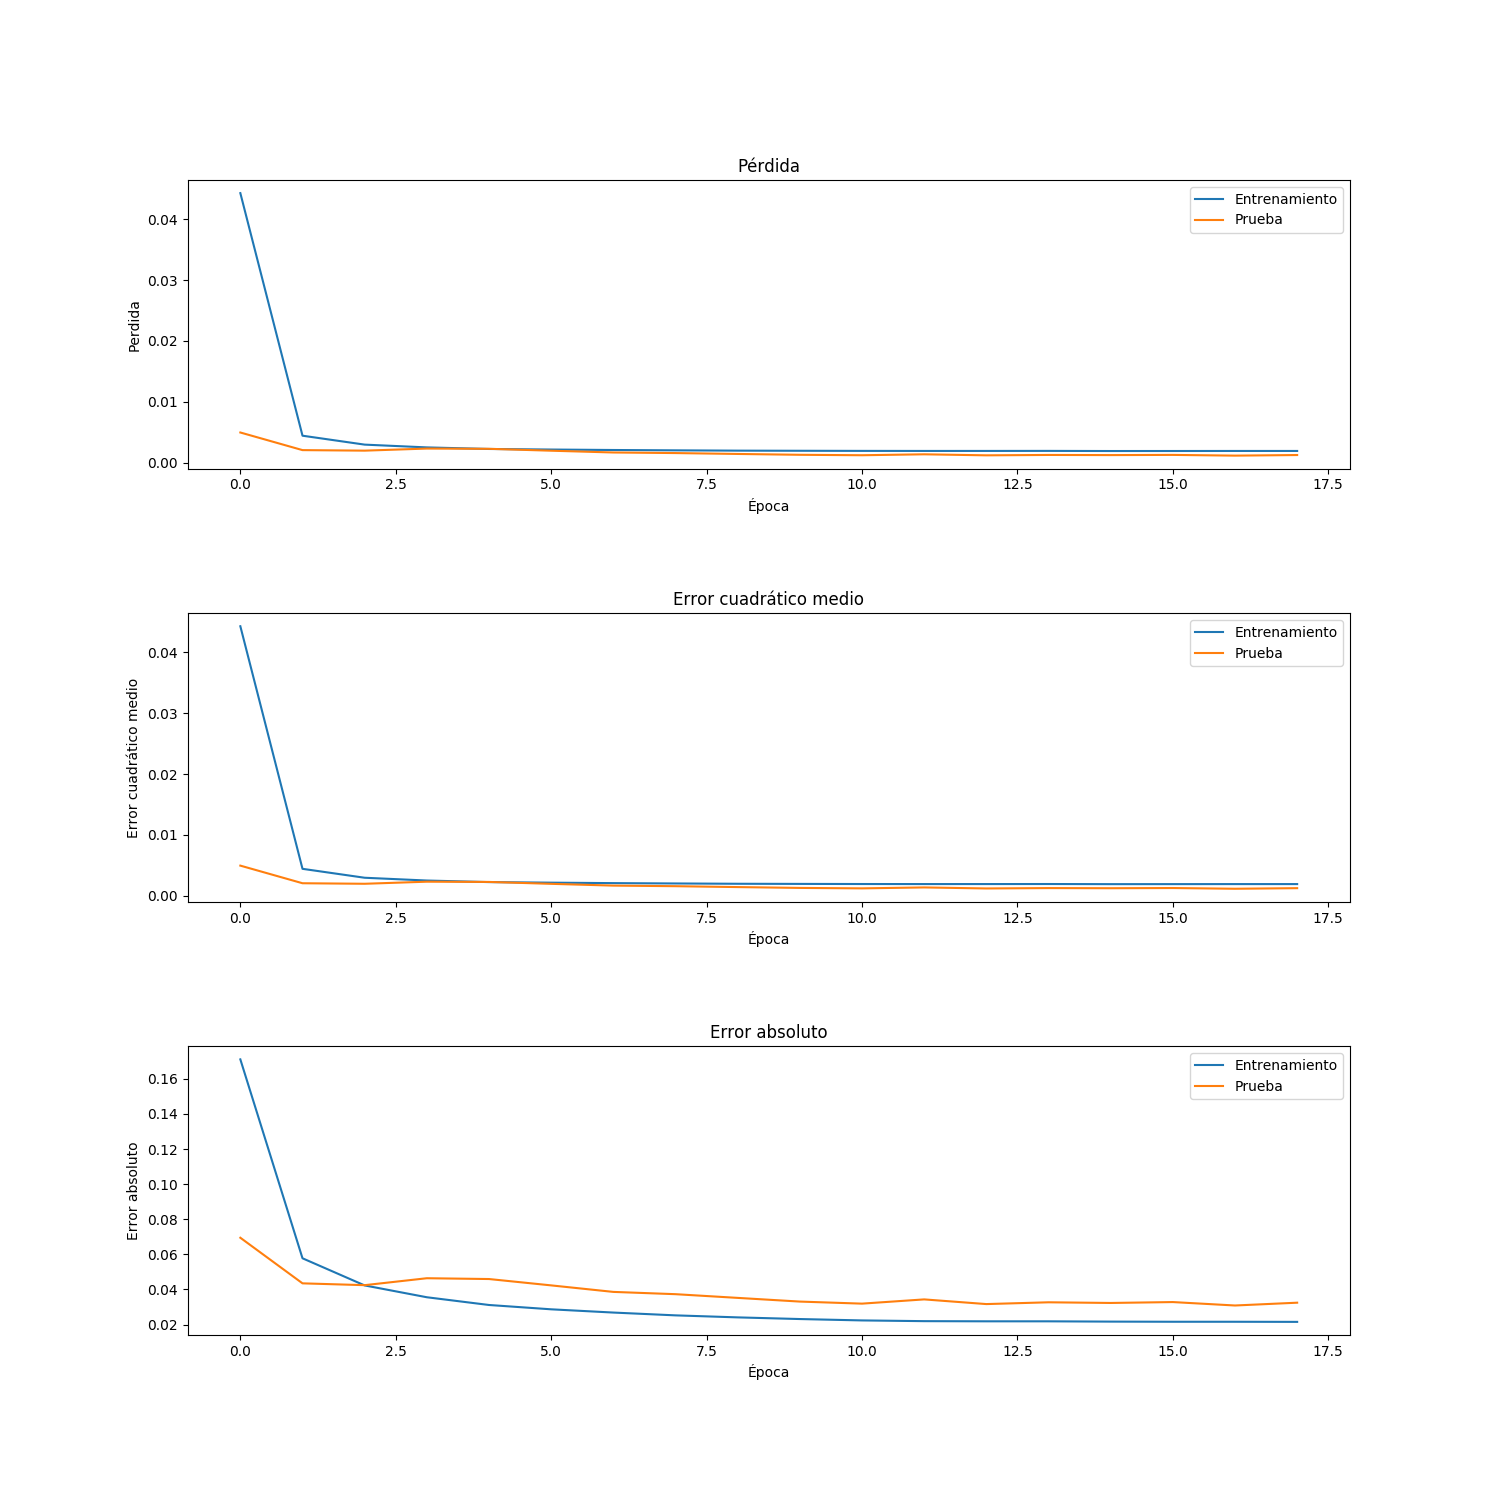 Pérdida
Entrenamiento
Prueba
0.04
0.03
0.02
0.01
0.00
Perdida
0.0 2.5 5.0 7.5 10.0 12.5 15.0 17.5
Época
Error cuadrático medio
Entrenamiento
Prueba
0.04
0.03
0.02
0.01
0.00
Error cuadrático medio
0.0 2.5 5.0 7.5 10.0 12.5 15.0 17.5
Época
Error absoluto
Entrenamiento
Prueba
0.16
0.14
0.12
0.10
0.08
0.06
0.04
0.02
Error absoluto
0.0 2.5 5.0 7.5 10.0 12.5 15.0 17.5
Época